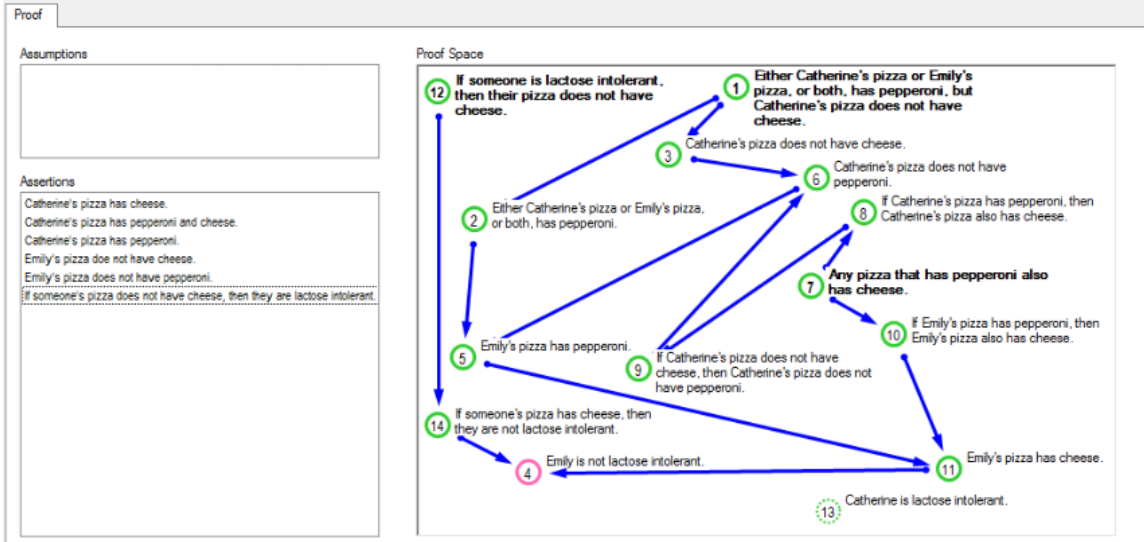 Proof
Assumptions
Assertions
Catherine's pizza has cheese.
Catherine's pizza has pepperoni and cheese.
Catherine's pizza has pepperoni.
Emily's pizza doe not have cheese.
Emily's pizza does not have pepperoni.
If someone's pizza does not have cheese, then they are lactose intolerant.
Proof Space
12
If someone is lactose intolerant,
then their pizza does not have
cheese.
1
Either Catherine's pizza or Emily's
pizza, or both, has pepperoni, but
Catherine's pizza does not have
cheese.
3
Catherine's pizza does not have cheese.
6
Catherine's pizza does not have
pepperoni.
2
Either Catherine's pizza or Emily's pizza,
or both, has pepperoni.
8
If Catherine's pizza has pepperoni, then
Catherine's pizza also has cheese.
7
Any pizza that has pepperoni also
has cheese.
10
If Emily's pizza has pepperoni, then
Emily's pizza also has cheese.
5
Emily's pizza has pepperoni.
9
If Catherine's pizza does not have
cheese, then Catherine's pizza does not
have pepperoni.
14
If someone's pizza has cheese, then
they are not lactose intolerant.
4
Emily is not lactose intolerant.
11
Emily's pizza has cheese.
13
Catherine is lactose intolerant.